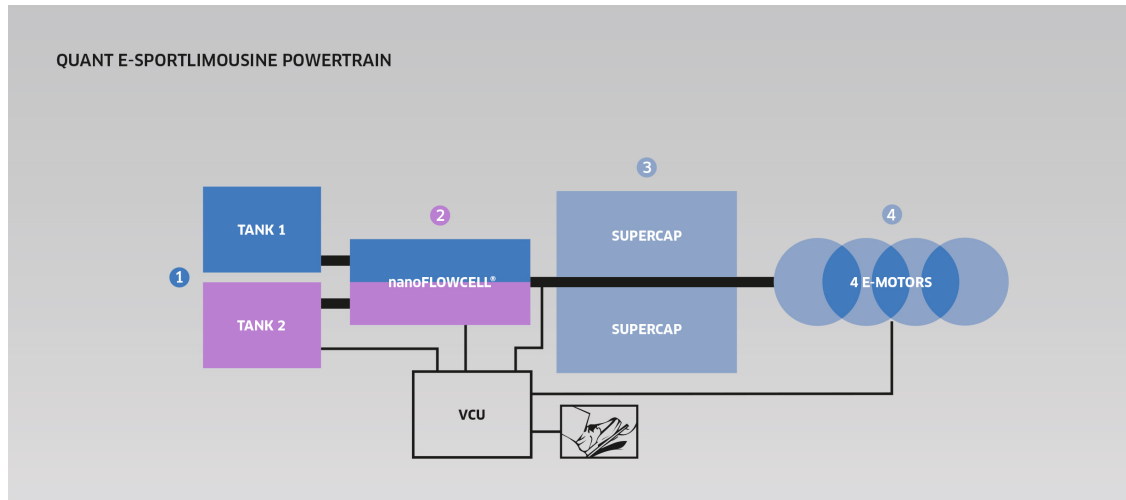 QUANT E-SPORTLIMOUSINE POWERTRAIN
3
2
4
TANK 1
SUPERCAP
1
nanoFLOWCELL®
4 E-MOTORS
TANK 2
SUPERCAP
VCU